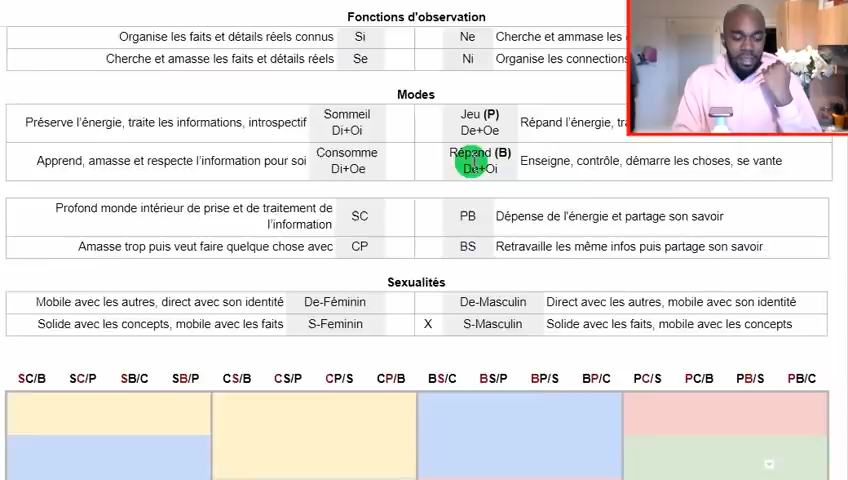 Fonctions d'observation
Organise les faits et détails réels connus Si Ne Cherche et ammase les
Cherche et amasse les faits et détails réels Se Ni Organise les connections
Modes
Préserve l'énergie, traite les informations, introspectif Sommeil Di+Oi Jeu (P) De+Oe Répand l'énergie,
Apprend, amasse et respecte l'information pour soi Consomme Di+Oe Répand (B) De+Oi Enseigne, contrôle, démarre les choses, se vante
Profond monde intérieur de prise et de traitement de
l'information SC PB Dépense de l'énergie et partage son savoir
Amasse trop puis veut faire quelque chose avec CP BS Retravaille les même infos puis partage son savoir
Sexualités
Mobile avec les autres, direct avec son identité De-Féminin De-Masculin Direct avec les autres, mobile avec son identité
Solide avec les concepts, mobile avec les faits S-Feminin X S-Masculin Solide avec les faits, mobile avec les concepts
SC/B SC/P SB/C SB/P CS/B CS/P CP/S CP/B BS/C BS/P BP/S BP/C PC/S PC/B PB/S PB/C